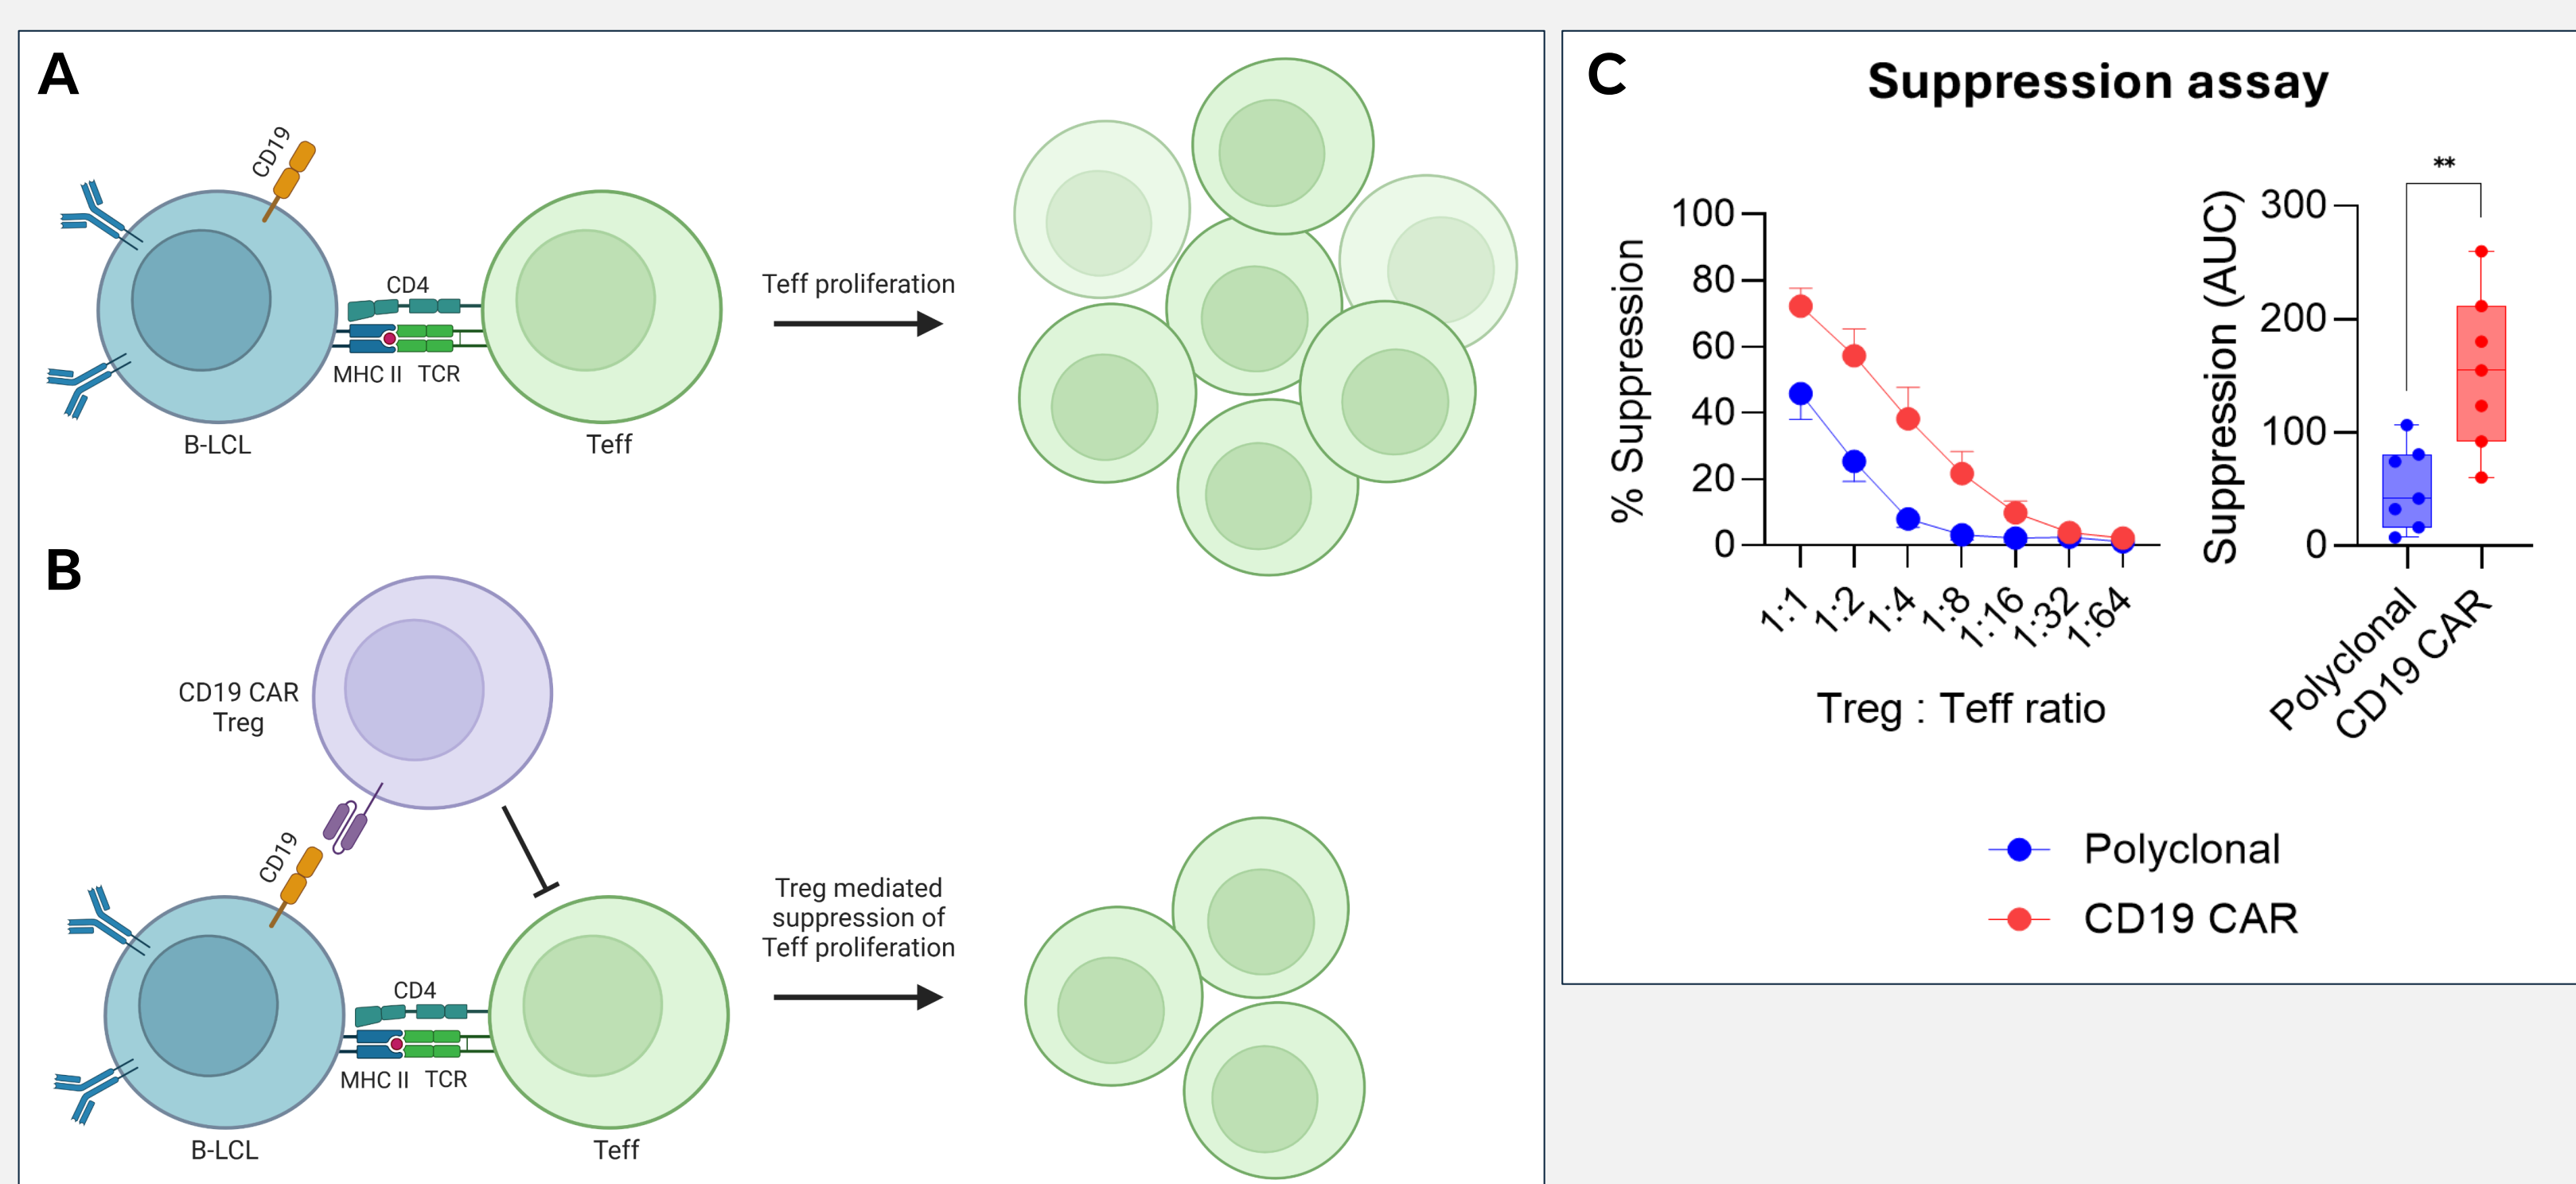 A
CD19
CD4
MHC II TCR
B-LCL
Teff
Teff proliferation
B
CD19 CAR
Treg
CD19
CD4
MHC II TCR
B-LCL
Teff
Treg mediated
suppression of
Teff proliferation
C
Suppression assay
% Suppression
100
80
60
40
20
0
1:1
1:2
1:4
1:8
1:16
1:32
1:64
Treg : Teff ratio
Suppression (AUC)
300
200
100
0
**
Polyclonal
CD19 CAR
Polyclonal
CD19 CAR